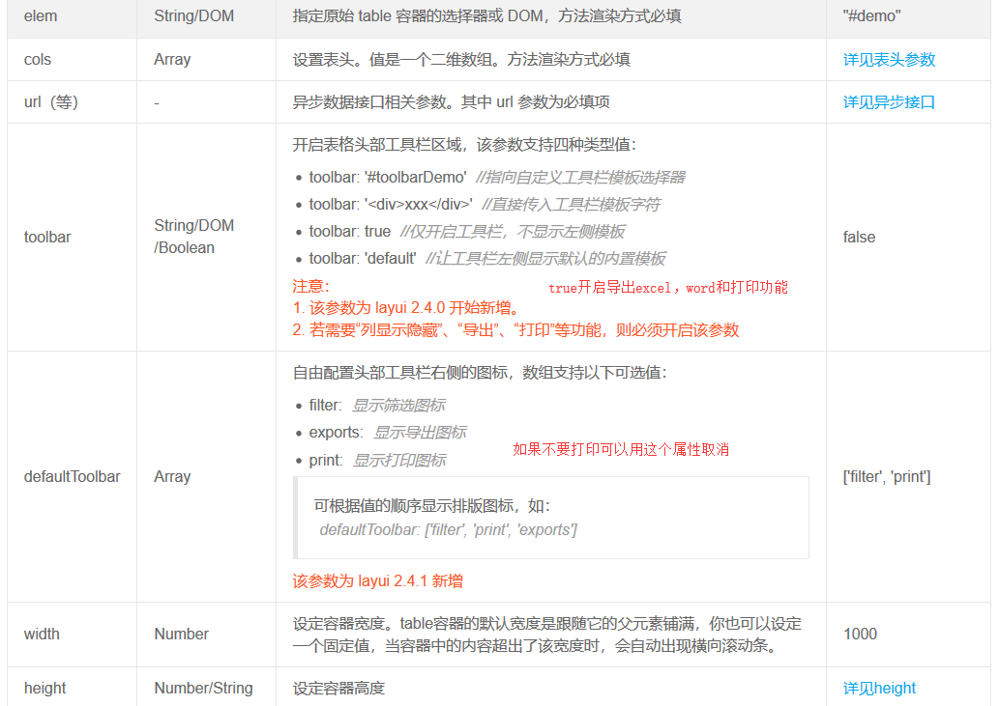 elem String/DOM 指定原始 table 容器的选择器或 DOM，方法渲染方式必填 "#demo"
cols Array 设置表头。值是一个二维数组。方法渲染方式必填 详见表头参数
url（等） - 异步数据接口相关参数。其中 url 参数为必填项 详见异步接口
开启表格头部工具栏区域，该参数支持四种类型值：
• toolbar: '#toolbarDemo' //指向自定义工具栏模板选择器
• toolbar: '<div>xxx</div>' //直接传入工具栏模板字符
toolbar String/DOM
/Boolean
• toolbar: true //仅开启工具栏，不显示左侧模板
false
• toolbar: 'default' //让工具栏左侧显示默认的内置模板
注意： true开启导出excel，word和打印功能
1. 该参数为 layui 2.4.0 开始新增。
2. 若需要“列显示隐藏”、“导出”、“打印”等功能，则必须开启该参数
自由配置头部工具栏右侧的图标，数组支持以下可选值：
• filter: 显示筛选图标
• exports: 显示导出图标
如果不要打印可以用这个属性取消
• print: 显示打印图标
defaultToolbar Array ['filter', 'print']
可根据值的顺序显示排版图标，如：
defaultToolbar: ['filter', 'print', 'exports']
该参数为 layui 2.4.1 新增
width Number 设定容器宽度。table容器的默认宽度是跟随它的父元素铺满，你也可以设定 1000
一个固定值，当容器中的内容超出了该宽度时，会自动出现横向滚动条。
height Number/String 设定容器高度 详见height